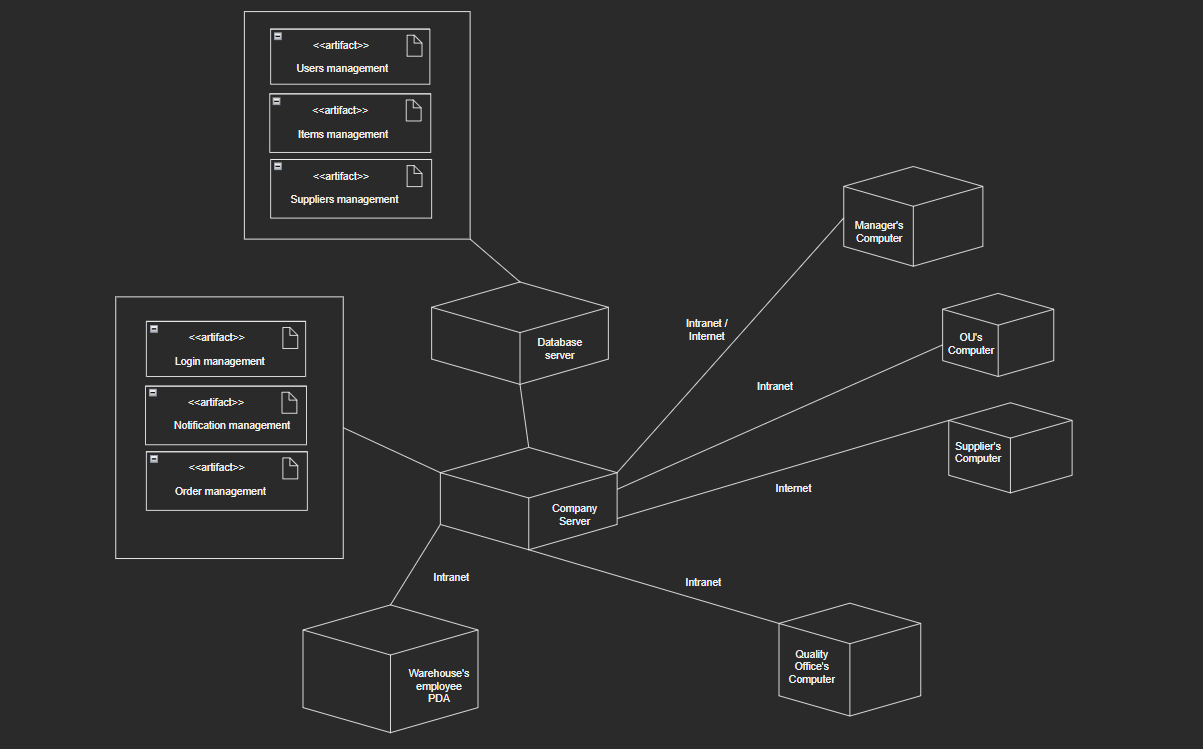 <<artifact>>
Users management
<<artifact>>
Items management
<<artifact>>
Suppliers management
<<artifact>>
Login management
<<artifact>>
Notification management
<<artifact>>
Order management
Database
server
Company
Server
Intranet /
Internet
Intranet
Internet
Intranet
Intranet
Manager's
Computer
OU's
Computer
Supplier's
Computer
Warehouse's
employee
PDA
Quality
Office's
Computer